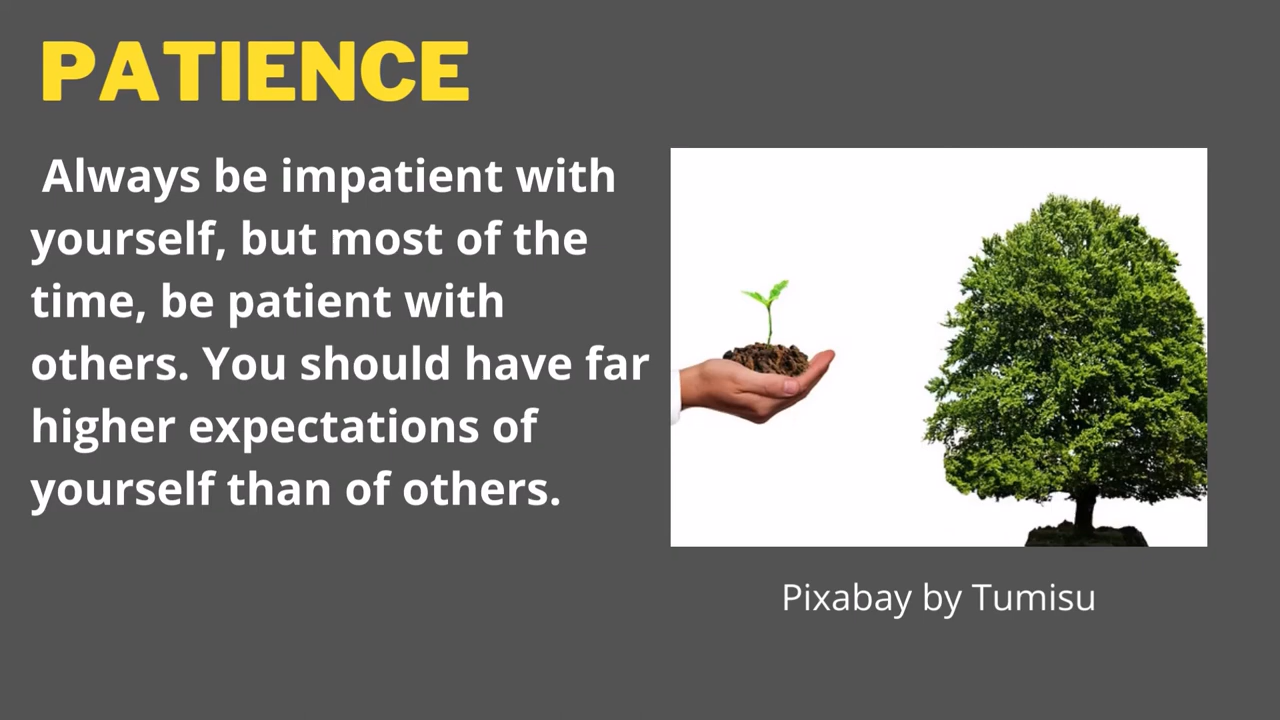 PATIENCE
Always be impatient with
yourself, but most of the
time, be patient with
others. You should have far
higher expectations of
yourself than of others.
Pixabay by Tumisu